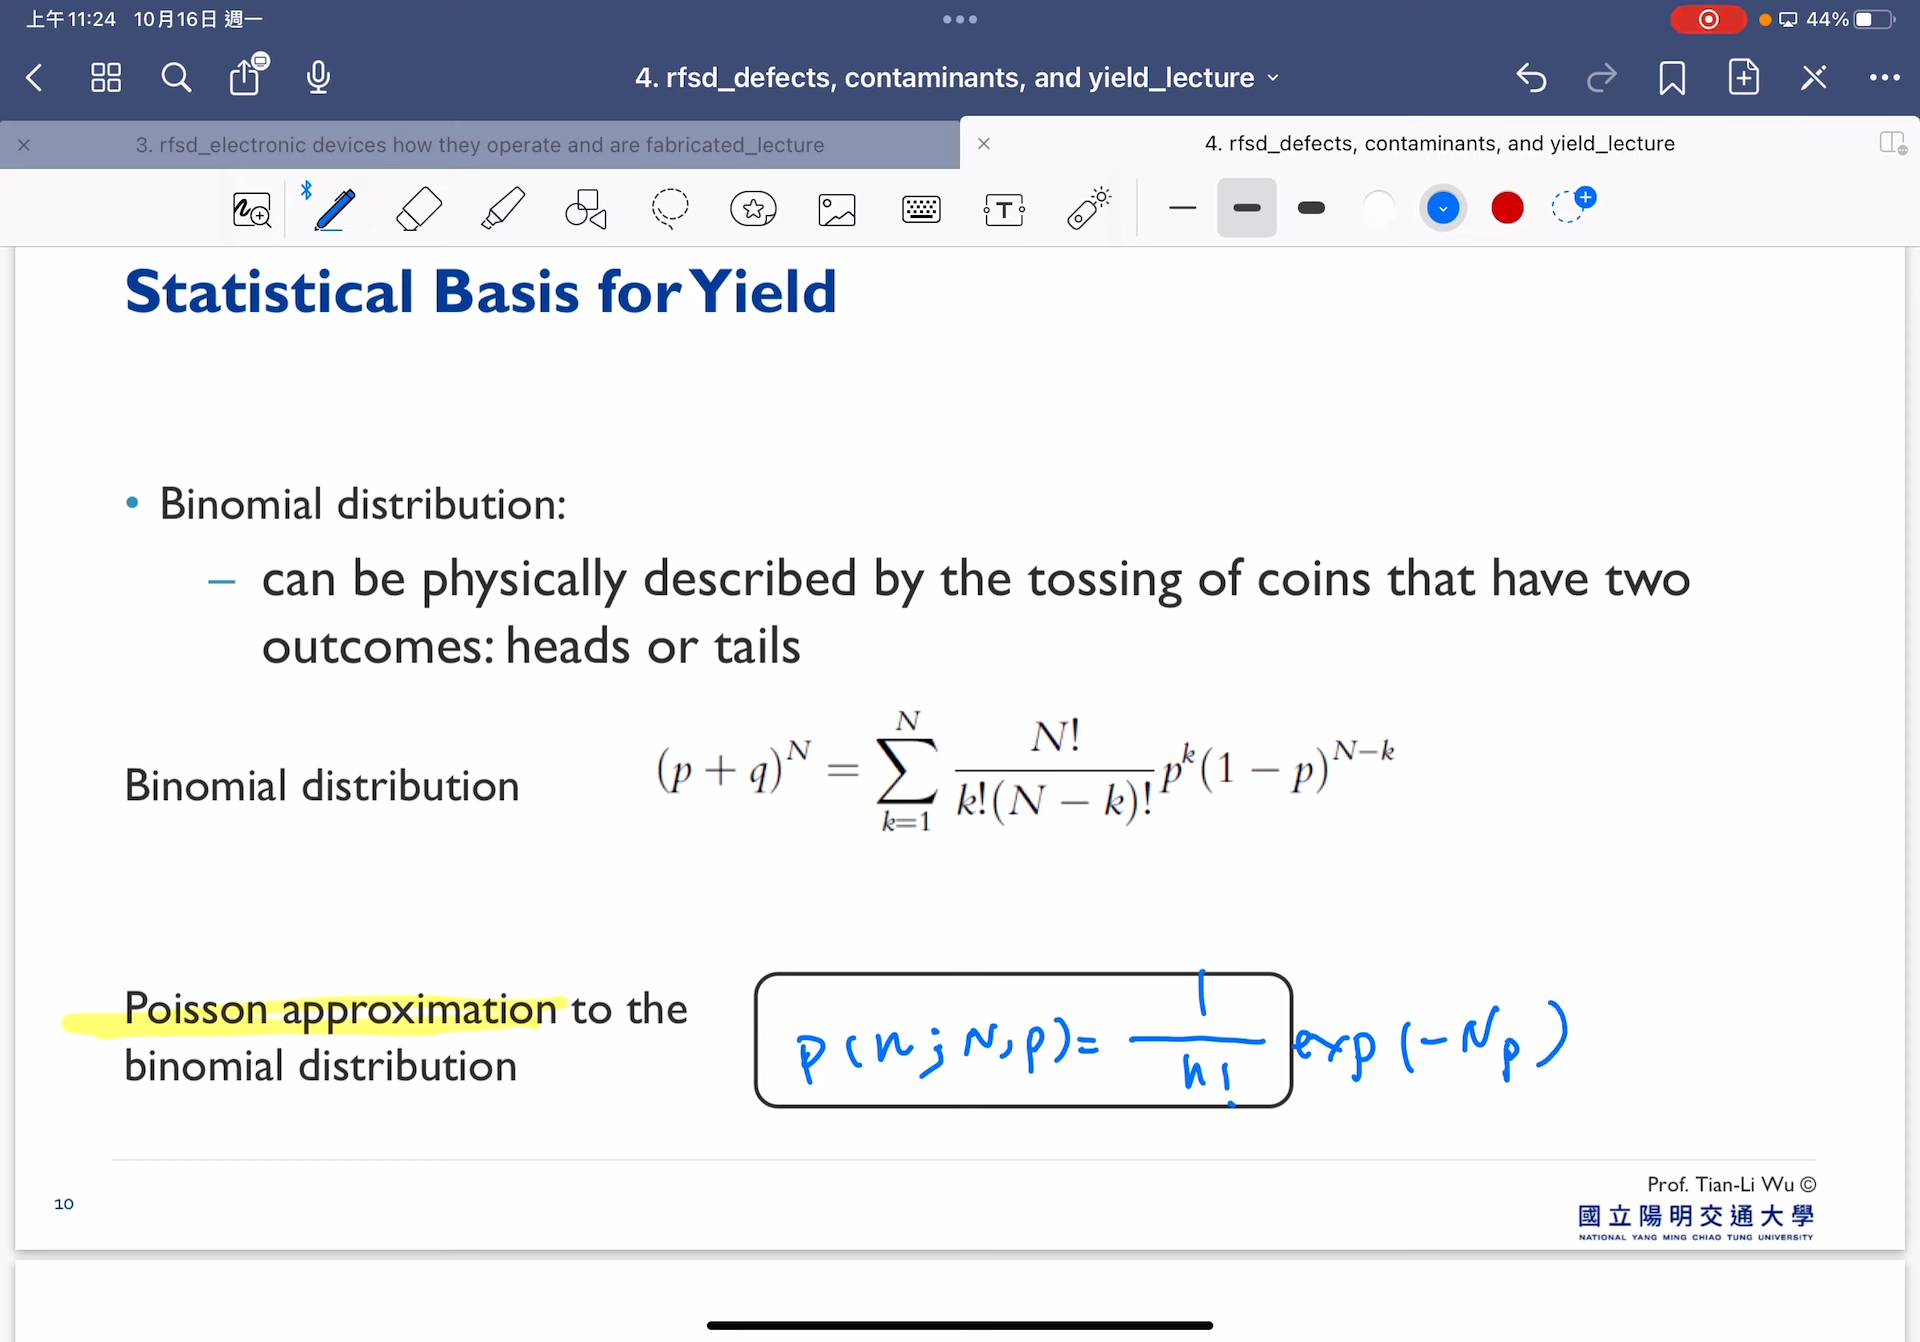 上午11:24 10月16日 週一
44%
4. rfsd_defects, contaminants, and yield_lecture
3. rfsd_electronic devices how they operate and are fabricated_lecture
4. rfsd_defects, contaminants, and yield_lecture
T
Statistical Basis for Yield
• Binomial distribution:
– can be physically described by the tossing of coins that have two
outcomes: heads or tails
Binomial distribution (p + q)^N = \sum_{k=1}^{N} \frac{N!}{k!(N − k)!} p^k (1 − p)^{N−k}
Poisson approximation to the
binomial distribution
p(n; N, p) = \frac{1}{n!} exp(-Np)
Prof. Tian-Li Wu ©
10
國立陽明交通大學
NATIONAL YANG MING CHIAO TUNG UNIVERSITY